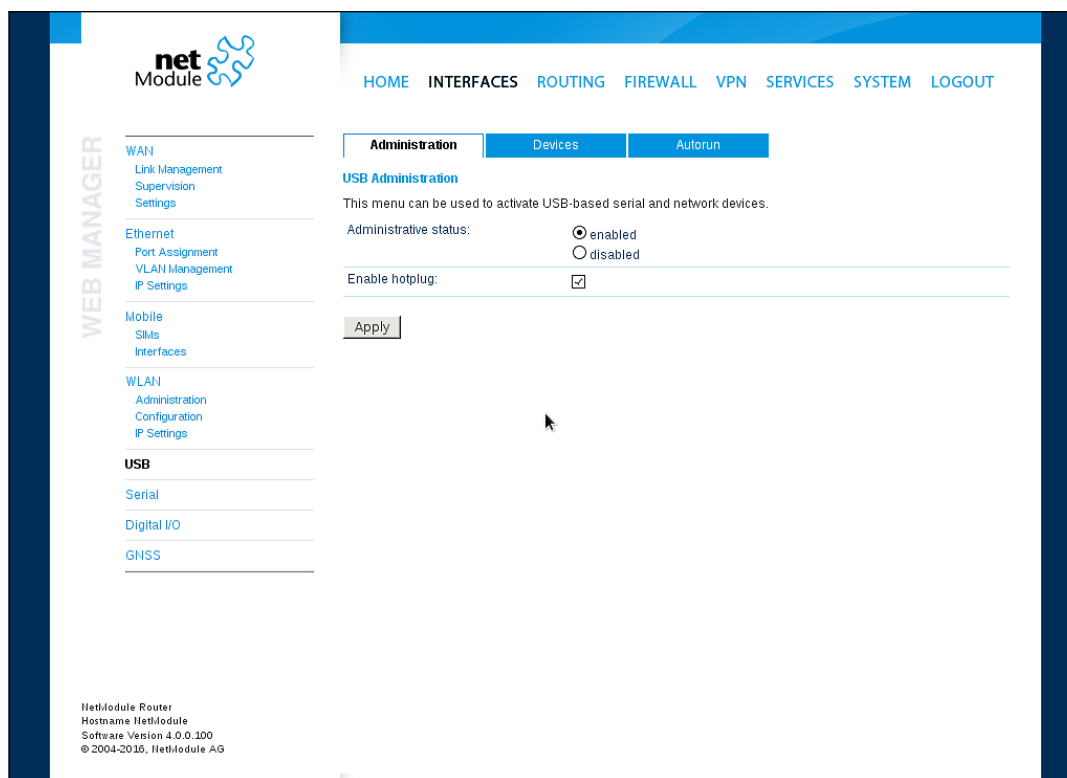 net
Module
HOME INTERFACES ROUTING FIREWALL VPN SERVICES SYSTEM LOGOUT
WEB MANAGER
WAN
Link Management
Supervision
Settings
Ethernet
Port Assignment
VLAN Management
IP Settings
Mobile
SIMs
Interfaces
WLAN
Administration
Configuration
IP Settings
USB
Serial
Digital I/O
GNSS
Administration Devices Autorun
USB Administration
This menu can be used to activate USB-based serial and network devices.
Administrative status: enabled
disabled
Enable hotplug:
Apply
NetModule Router
Hostname NetModule
Software Version 4.0.0.100
© 2004-2016, NetModule AG